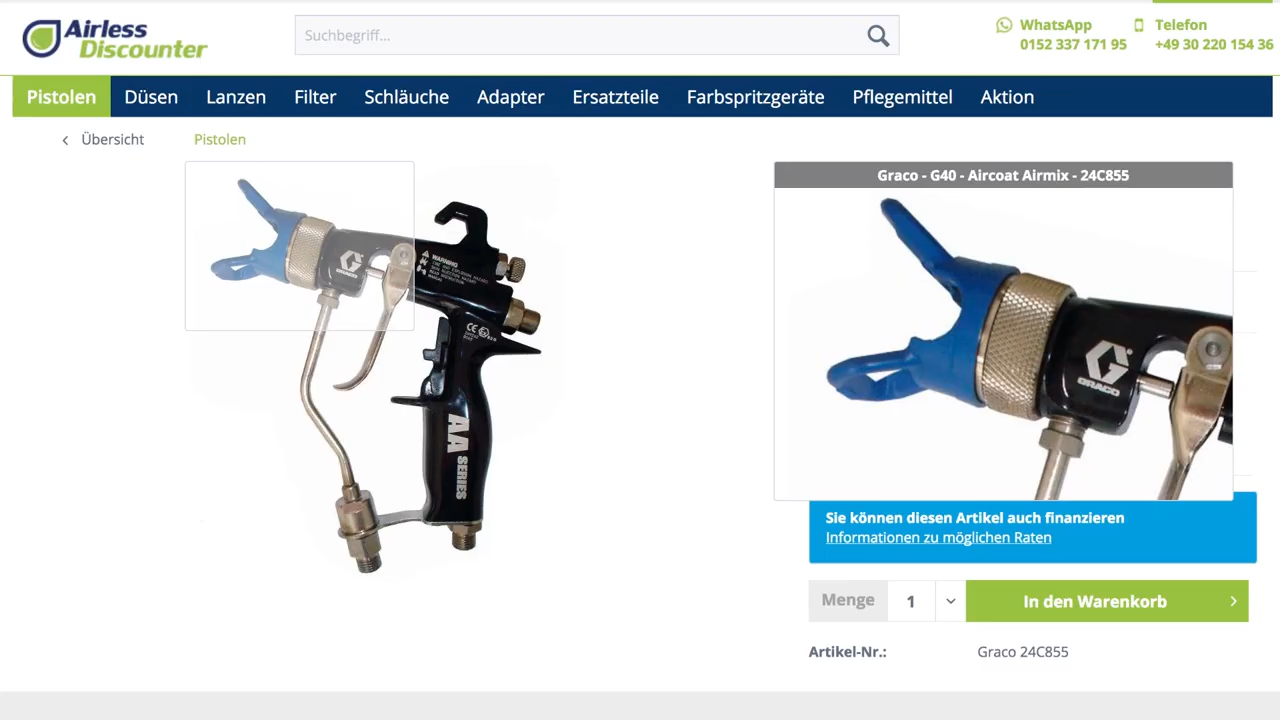 Airless
Discounter
Suchbegriff...
WhatsApp
0152 337 171 95
Telefon
+49 30 220 154 36
Pistolen Düsen Lanzen Filter Schläuche Adapter Ersatzteile Farbspritzgeräte Pflegemittel Aktion
Übersicht Pistolen
Graco - G40 - Aircoat Airmix - 24C855
WARNING
GRACO
CE
AA
SERIES
GRACO
Sie können diesen Artikel auch finanzieren
Informationen zu möglichen Raten
Menge 1 In den Warenkorb
Artikel-Nr.: Graco 24C855